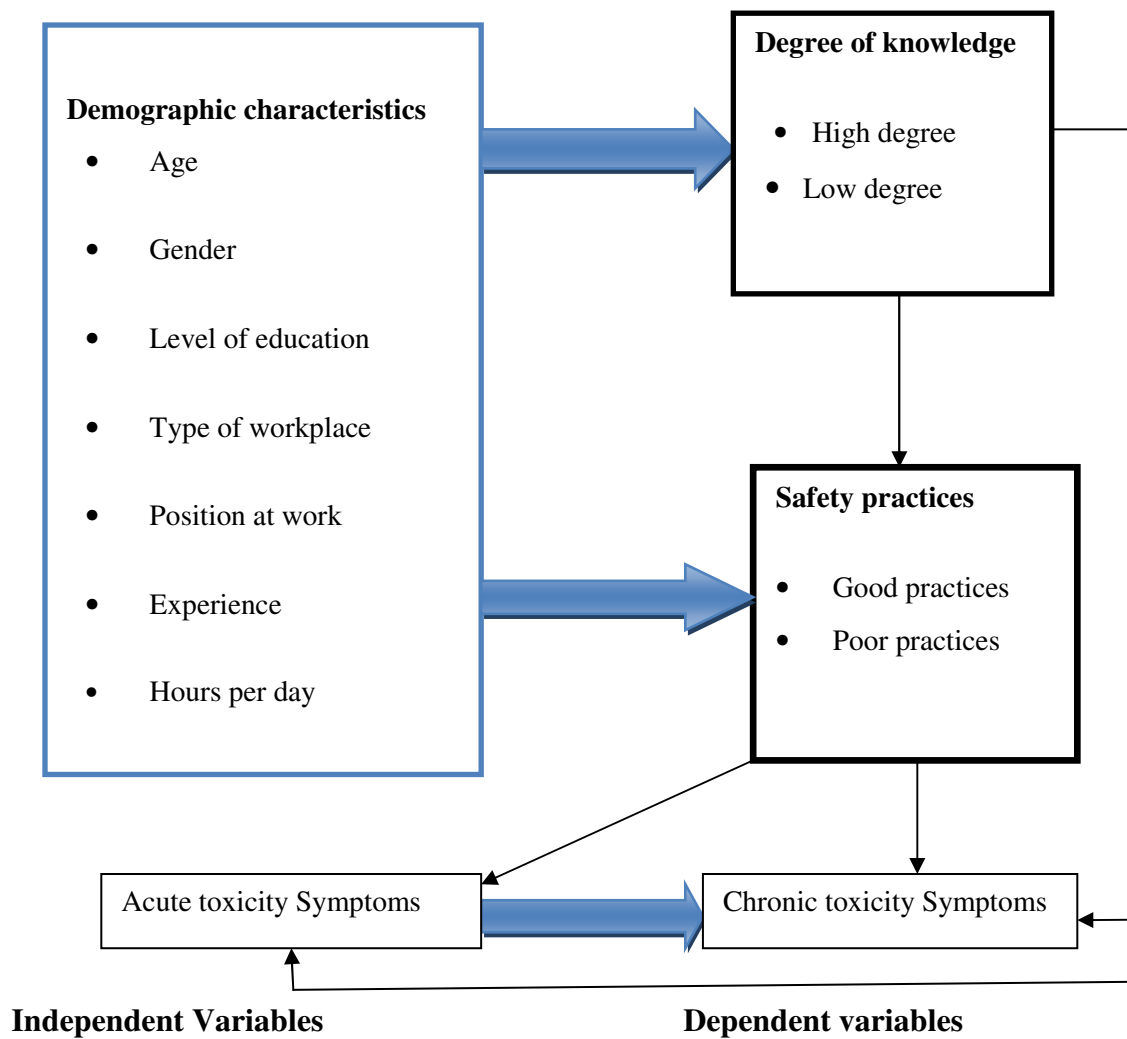 Demographic characteristics
• Age
• Gender
• Level of education
• Type of workplace
• Position at work
• Experience
• Hours per day
Degree of knowledge
• High degree
• Low degree
Safety practices
• Good practices
• Poor practices
Acute toxicity Symptoms
Chronic toxicity Symptoms
Independent Variables
Dependent variables